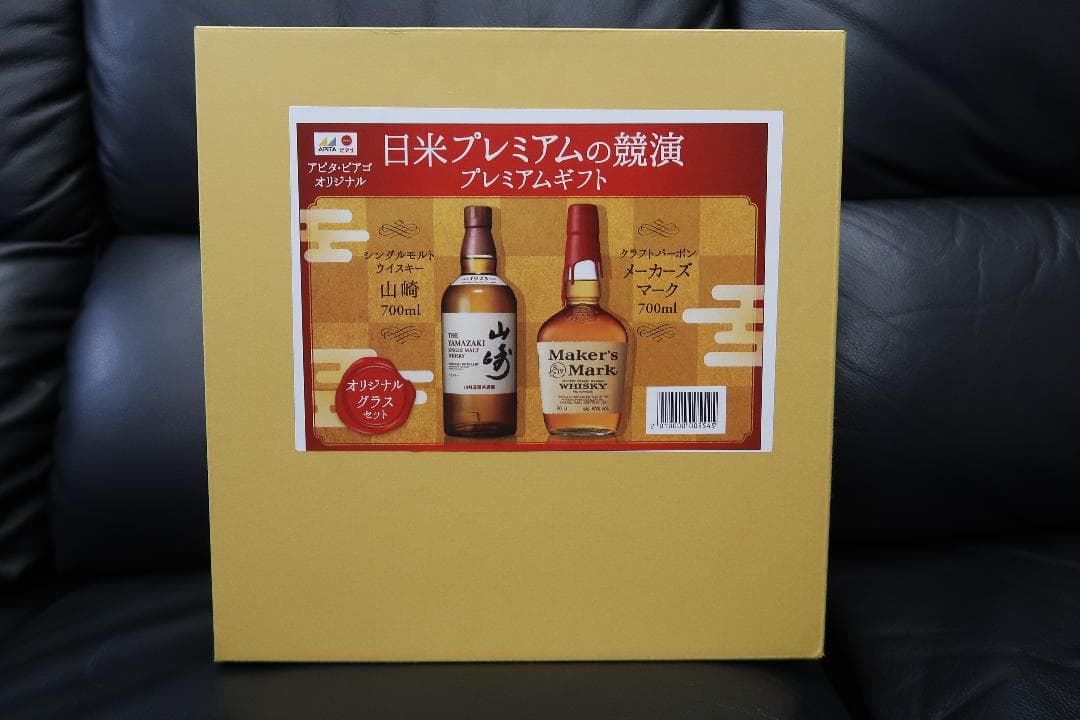 APITA ピアゴ
アピタ・ピアゴ
オリジナル
日米プレミアムの競演
プレミアムギフト
シングルモルト
ウイスキー
山崎
700ml
1923
THE
YAMAZAKI
SINGLE MALT
WHISKY
山崎
クラフトバーボン
メーカーズ
マーク
700ml
Maker's
Mark
WHISKY
オリジナル
グラス
セット
2 010000 003545